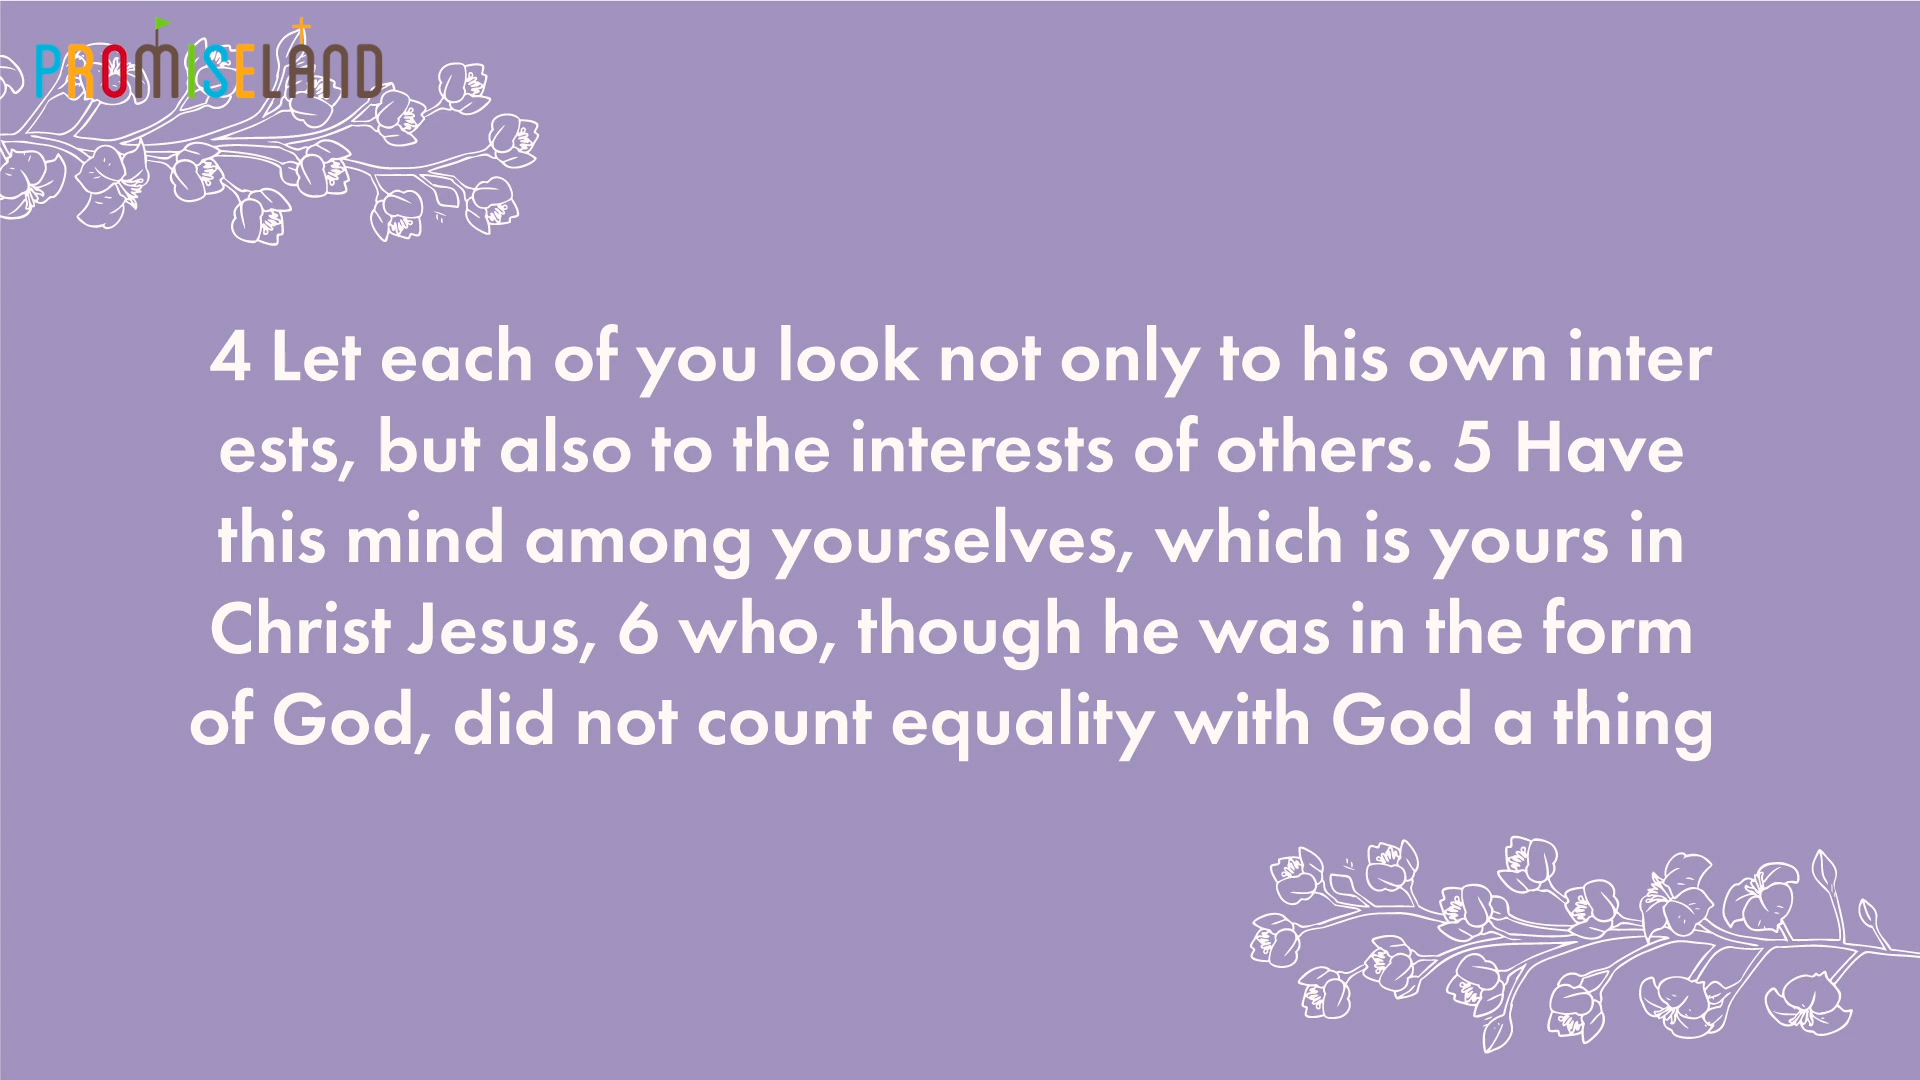 PROMISELAND
4 Let each of you look not only to his own inter
ests, but also to the interests of others. 5 Have
this mind among yourselves, which is yours in
Christ Jesus, 6 who, though he was in the form
of God, did not count equality with God a thing